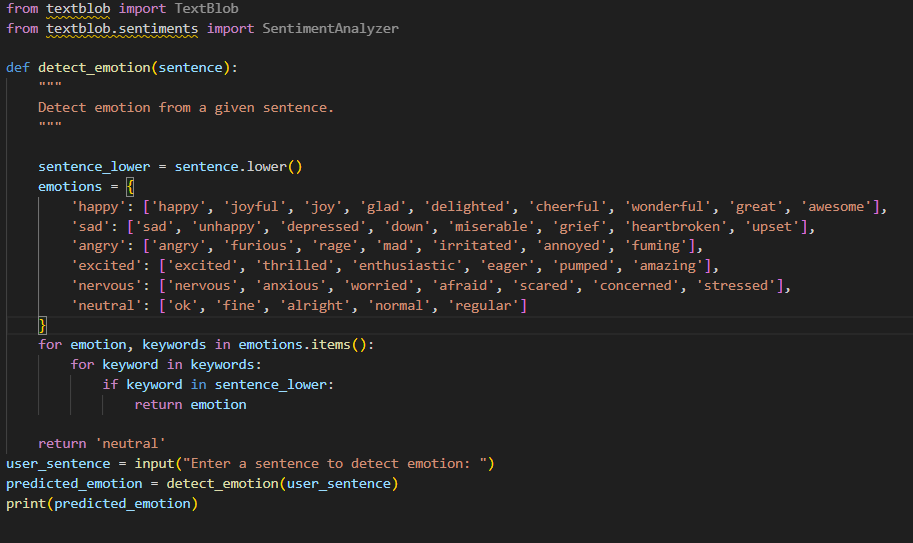 from textblob import TextBlob
from textblob.sentiments import SentimentAnalyzer

def detect_emotion(sentence):
    """
    Detect emotion from a given sentence.
    """

    sentence_lower = sentence.lower()
    emotions = {
        'happy': ['happy', 'joyful', 'joy', 'glad', 'delighted', 'cheerful', 'wonderful', 'great', 'awesome'],
        'sad': ['sad', 'unhappy', 'depressed', 'down', 'miserable', 'grief', 'heartbroken', 'upset'],
        'angry': ['angry', 'furious', 'rage', 'mad', 'irritated', 'annoyed', 'fuming'],
        'excited': ['excited', 'thrilled', 'enthusiastic', 'eager', 'pumped', 'amazing'],
        'nervous': ['nervous', 'anxious', 'worried', 'afraid', 'scared', 'concerned', 'stressed'],
        'neutral': ['ok', 'fine', 'alright', 'normal', 'regular']
    }
    for emotion, keywords in emotions.items():
        for keyword in keywords:
            if keyword in sentence_lower:
                return emotion

    return 'neutral'
user_sentence = input("Enter a sentence to detect emotion: ")
predicted_emotion = detect_emotion(user_sentence)
print(predicted_emotion)